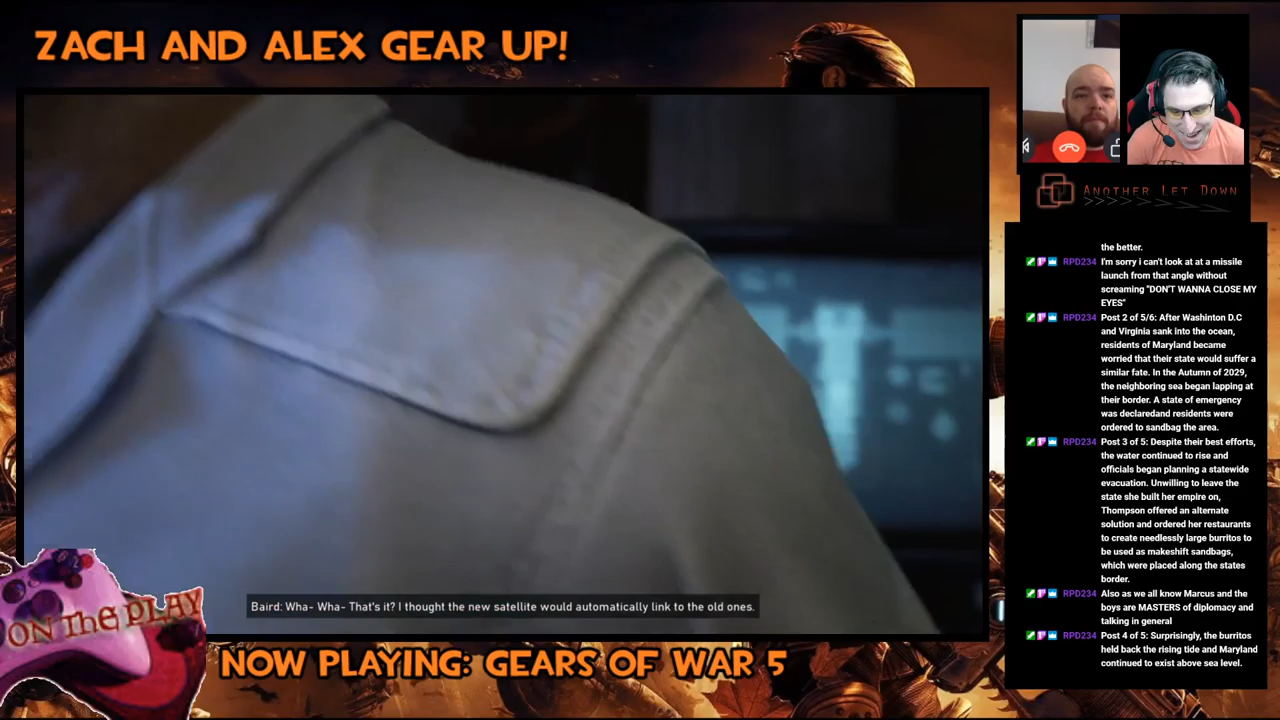 ZACH AND ALEX GEAR UP!
ANOTHER LET DOWN
the better.
RPD234 I'm sorry i can't look at at a missile
launch from that angle without
screaming "DON'T WANNA CLOSE MY
EYES"
RPD234 Post 2 of 5/6: After Washinton D.C
and Virginia sank into the ocean,
residents of Maryland became
worried that their state would suffer a
similar fate. In the Autumn of 2029,
the neighboring sea began lapping at
their border. A state of emergency
was declaredand residents were
ordered to sandbag the area.
RPD234 Post 3 of 5: Despite their best efforts,
the water continued to rise and
officials began planning a statewide
evacuation. Unwilling to leave the
state she built her empire on,
Thompson offered an alternate
solution and ordered her restaurants
to create needlessly large burritos to
be used as makeshift sandbags,
which were placed along the states
border.
RPD234 Also as we all know Marcus and the
boys are MASTERS of diplomacy and
talking in general
RPD234 Post 4 of 5: Surprisingly, the burritos
held back the rising tide and Maryland
continued to exist above sea level.
Baird: Wha- Wha- That's it? I thought the new satellite would automatically link to the old ones.
ON THE PLAY
NOW PLAYING: GEARS OF WAR 5